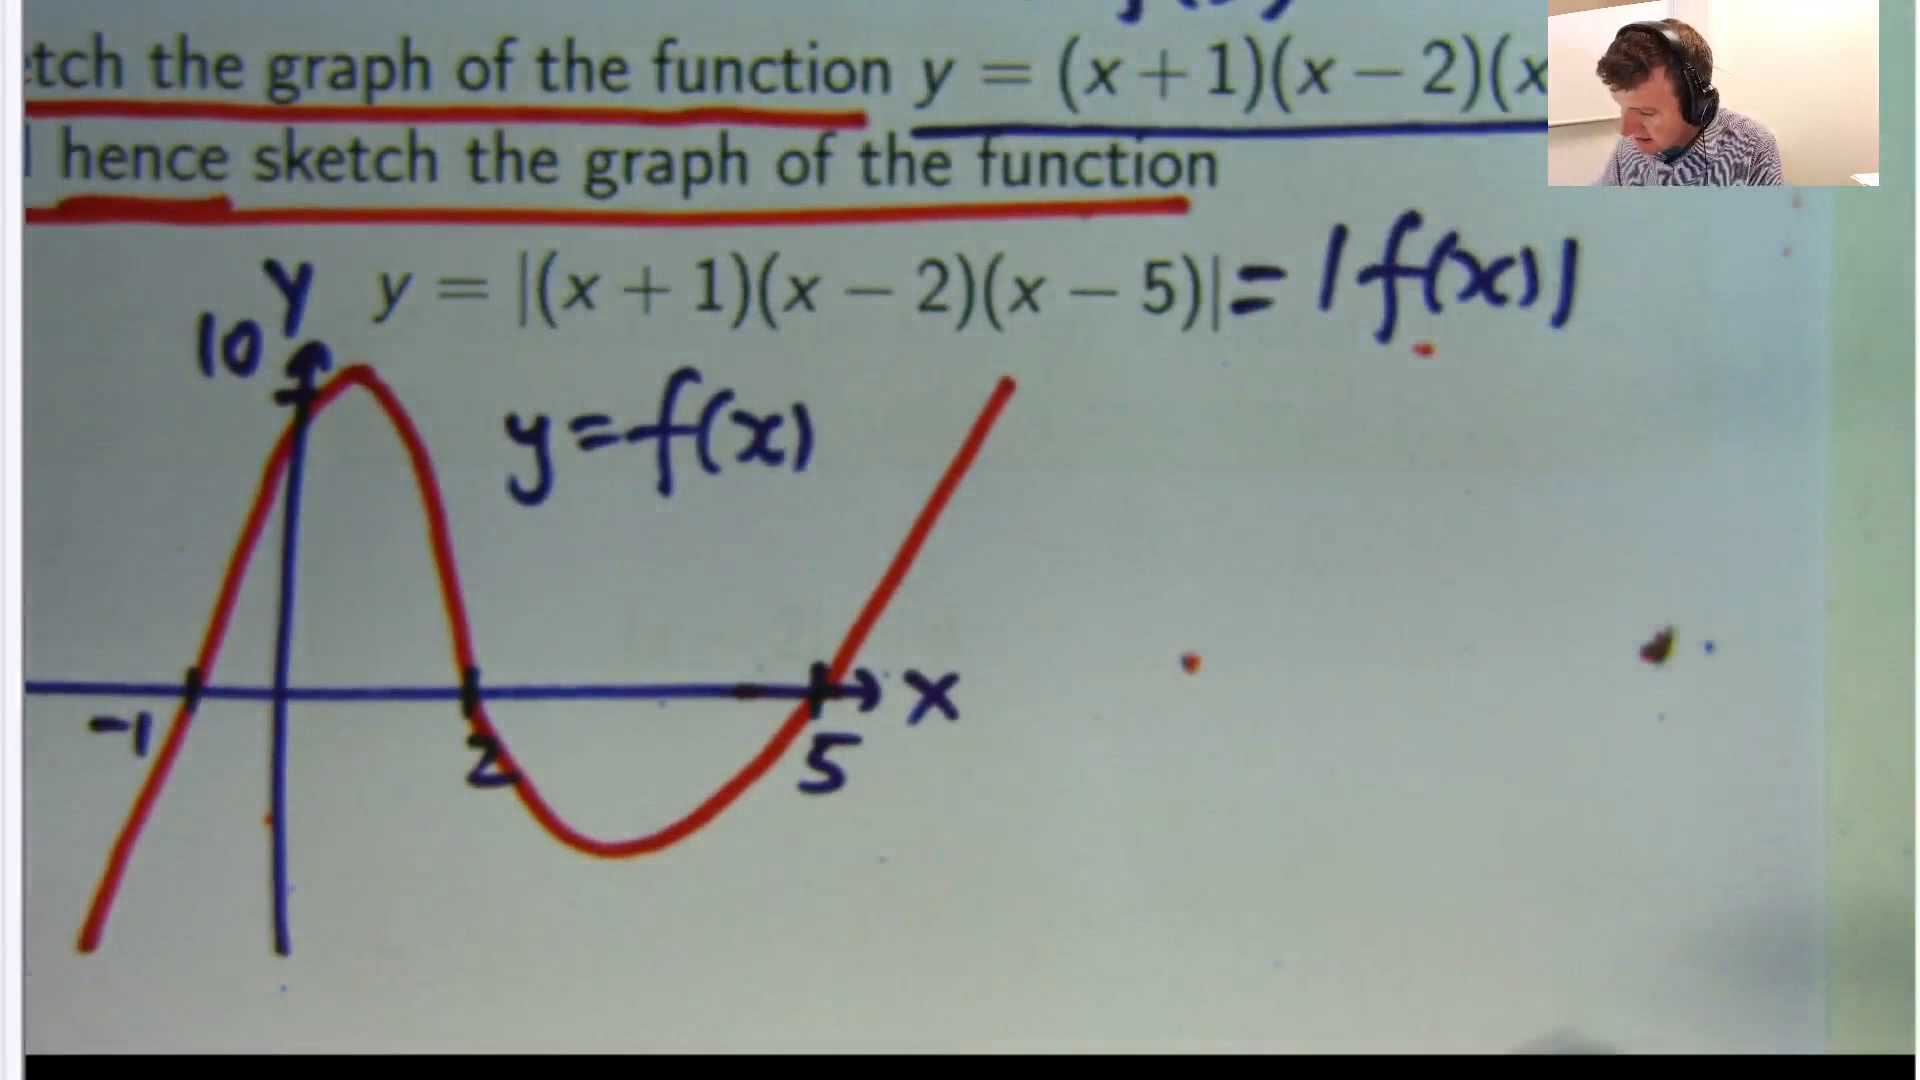 tch the graph of the function y = (x + 1)(x − 2)(x
hence sketch the graph of the function
y = |(x + 1)(x − 2)(x − 5)| = |f(x)|
y
10
y=f(x)
x
-1
2
5